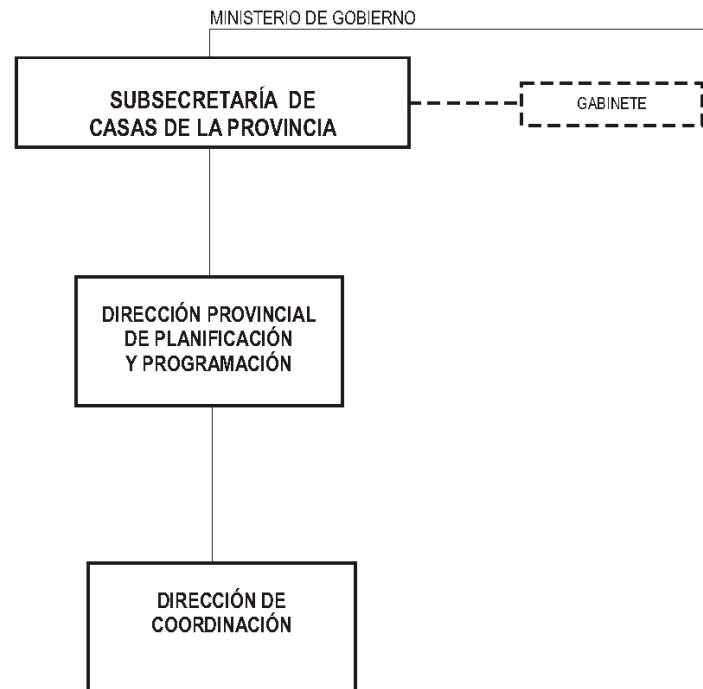 MINISTERIO DE GOBIERNO
SUBSECRETARÍA DE
CASAS DE LA PROVINCIA
GABINETE
DIRECCIÓN PROVINCIAL
DE PLANIFICACIÓN
Y PROGRAMACIÓN
DIRECCIÓN DE
COORDINACIÓN